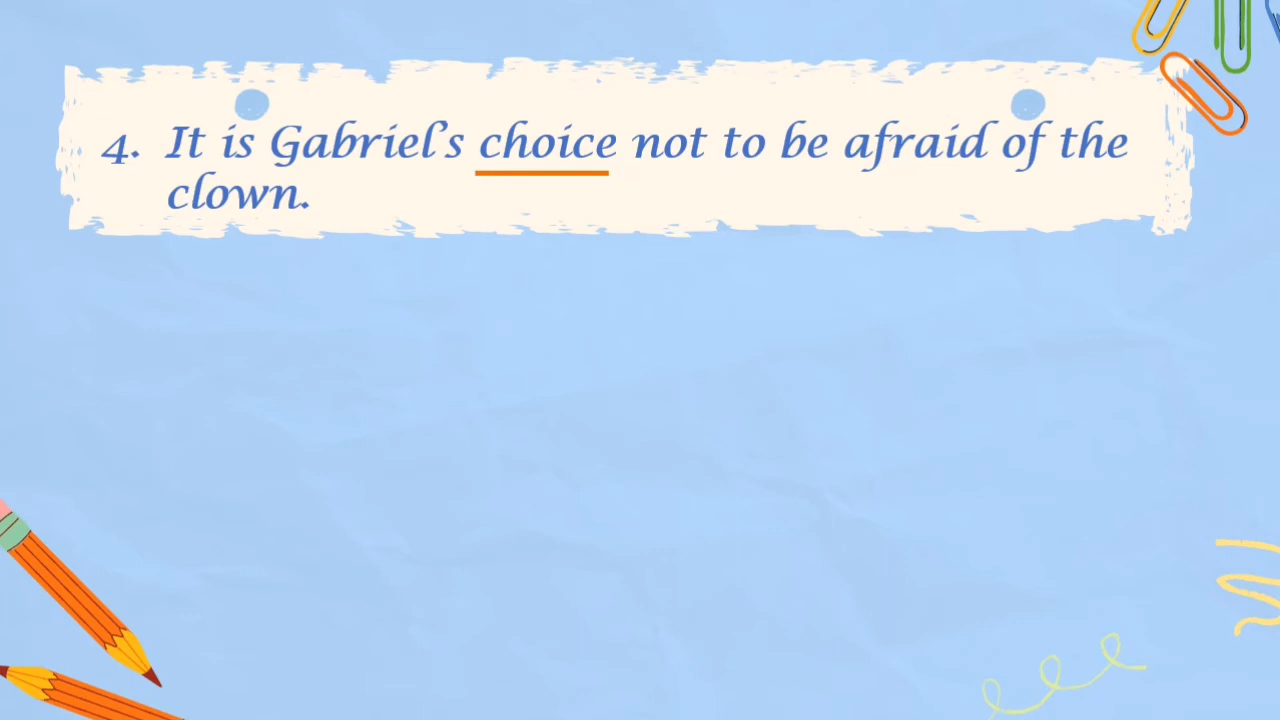 4. It is Gabriel's choice not to be afraid of the
clown.